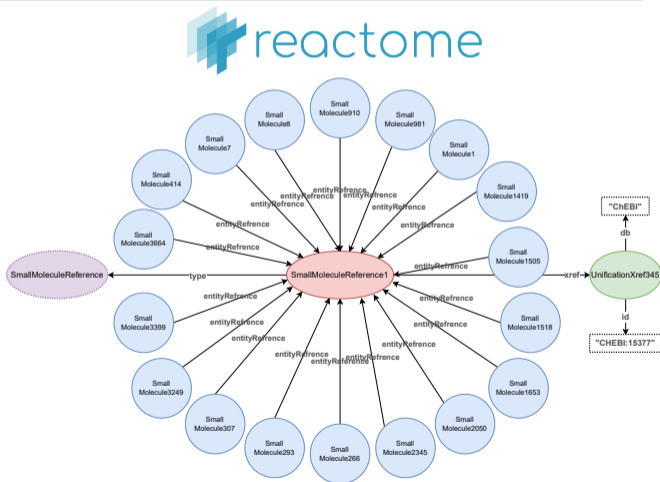 reactome
Small
Molecule910
Small
Molecule8
Small
Molecule981
Small
Molecule7
Small
Molecule1
Small
Molecule414
Small
Molecule1419
entityRefrence
entityRefrence
entityRefrence
entityRefrence
entityRefrence
entityRefrence
entityRefrence
Small
Molecule3664
entityRefrence
Small
Molecule1505
entityRefrence
"ChEBI"
db
SmallMoleculeReference
type
SmallMoleculeReference1
xref
UnificationXref345
id
"CHEBI:15377"
Small
Molecule3399
entityRefrence
entityRefrence
Small
Molecule1518
entityRefrence
entityRefrence
entityRefrence
entityRefrence
entityRefrence
entityRefrence
entityRefrence
Small
Molecule3249
Small
Molecule1653
Small
Molecule307
Small
Molecule2050
Small
Molecule293
Small
Molecule266
Small
Molecule2345